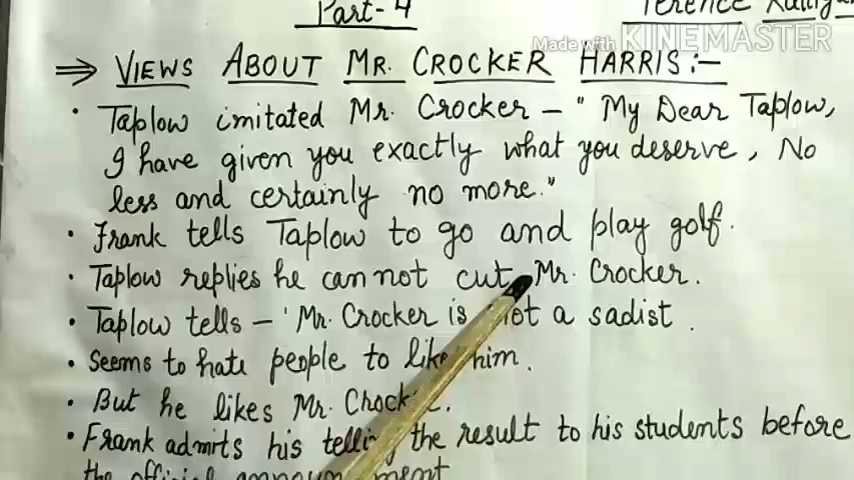 Part-4
Terence
Made with KINEMASTER
⇒ VIEWS ABOUT MR. CROCKER HARRIS:-
• Taplow imitated Mr. Crocker - "My Dear Taplow,
I have given you exactly what you deserve, No
less and certainly no more."
• Frank tells Taplow to go and play golf.
• Taplow replies he can not cut Mr. Crocker.
• Taplow tells - 'Mr. Crocker is not a sadist.
• Seems to hate people to like him.
• But he likes Mr. Crock
• Frank admits his telling the result to his students before
the official